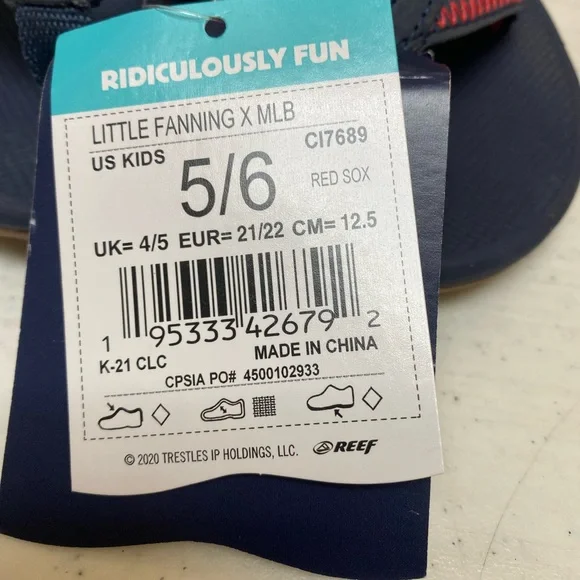 RIDICULOUSLY FUN
LITTLE FANNING X MLB
US KIDS
CI7689
5/6
RED SOX
UK= 4/5 EUR= 21/22 CM= 12.5
1 95333 42679 2
K-21 CLC
MADE IN CHINA
CPSIA PO# 4500102933
© 2020 TRESTLES IP HOLDINGS, LLC.
REEF